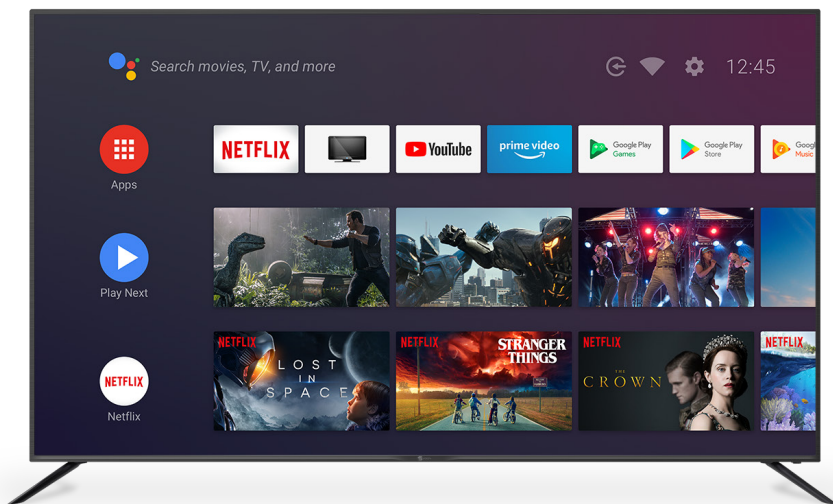 Search movies, TV, and more
12:45
Apps
NETFLIX
YouTube
prime video
Google Play
Games
Google Play
Store
Music
Play Next
NETFLIX
Netflix
NETFLIX
LOST
IN
SPACE
NETFLIX
STRANGER
THINGS
NETFLIX
THE
CROWN
NETFLIX